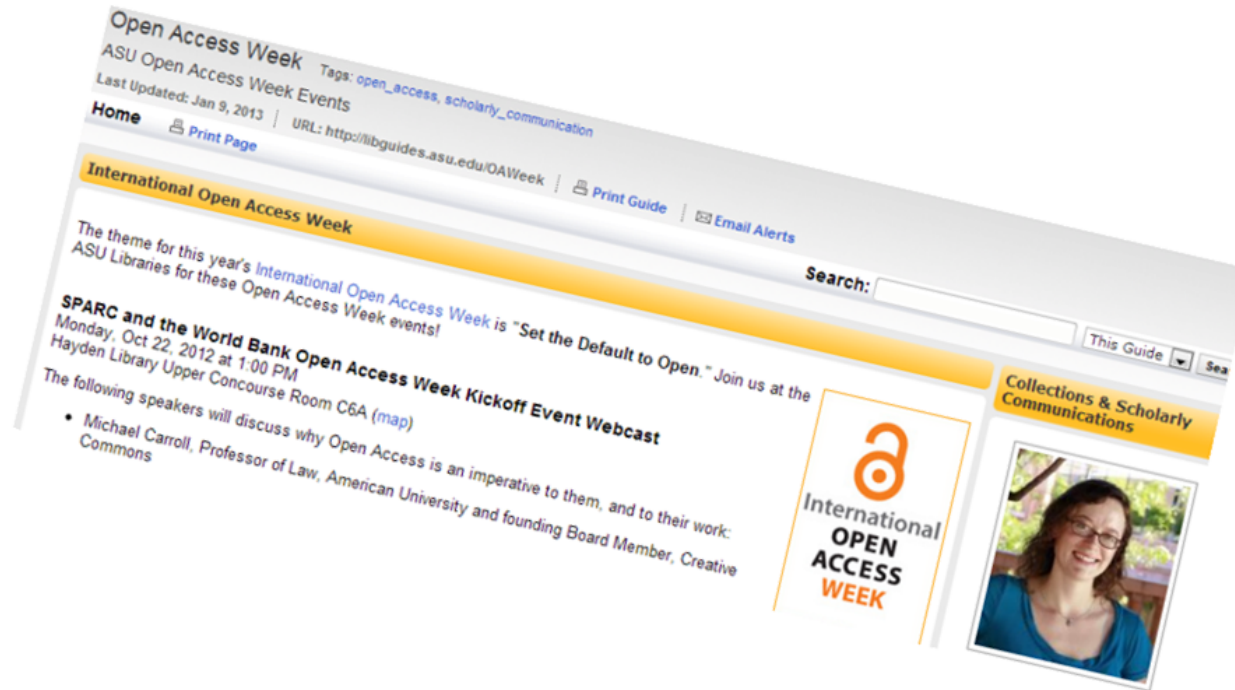 Open Access Week Tags: open_access, scholarly_communication
ASU Open Access Week Events
Last Updated: Jan 9, 2013 URL: http://libguides.asu.edu/OAWeek Print Guide Email Alerts
Home Print Page
Search: This Guide Sea
International Open Access Week
The theme for this year's International Open Access Week is "Set the Default to Open." Join us at the
ASU Libraries for these Open Access Week events!
SPARC and the World Bank Open Access Week Kickoff Event Webcast
Monday, Oct 22, 2012 at 1:00 PM
Hayden Library Upper Concourse Room C6A (map)
The following speakers will discuss why Open Access is an imperative to them, and to their work:
• Michael Carroll, Professor of Law, American University and founding Board Member, Creative
Commons
International
OPEN
ACCESS
WEEK
Collections & Scholarly
Communications